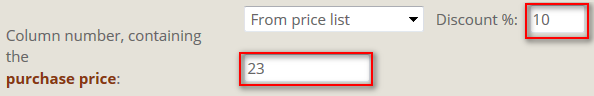 From price list Discount %: 10
Column number, containing
the
purchase price:
23